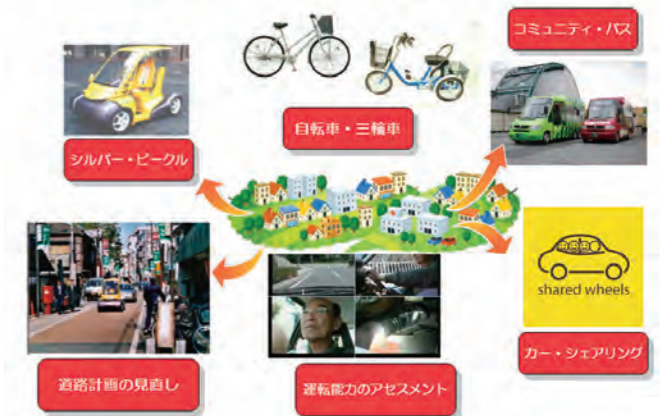 コミュニティ・バス
自転車・三輪車
シルバー・ビークル
shared wheels
カー・シェアリング
道路計画の見直し
運転能力のアセスメント